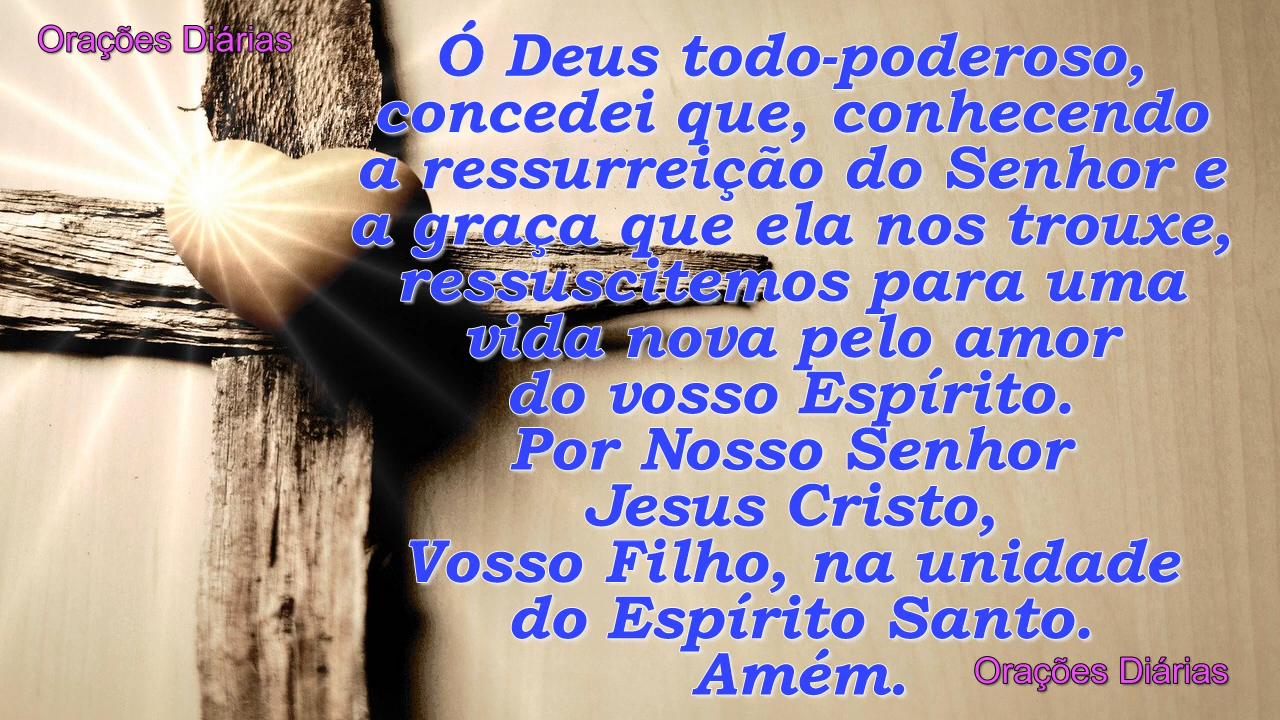 Orações Diárias
Ó Deus todo-poderoso,
concedei que, conhecendo
a ressurreição do Senhor e
a graça que ela nos trouxe,
ressuscitemos para uma
vida nova pelo amor
do vosso Espírito.
Por Nosso Senhor
Jesus Cristo,
Vosso Filho, na unidade
do Espírito Santo.
Amém.
Orações Diárias